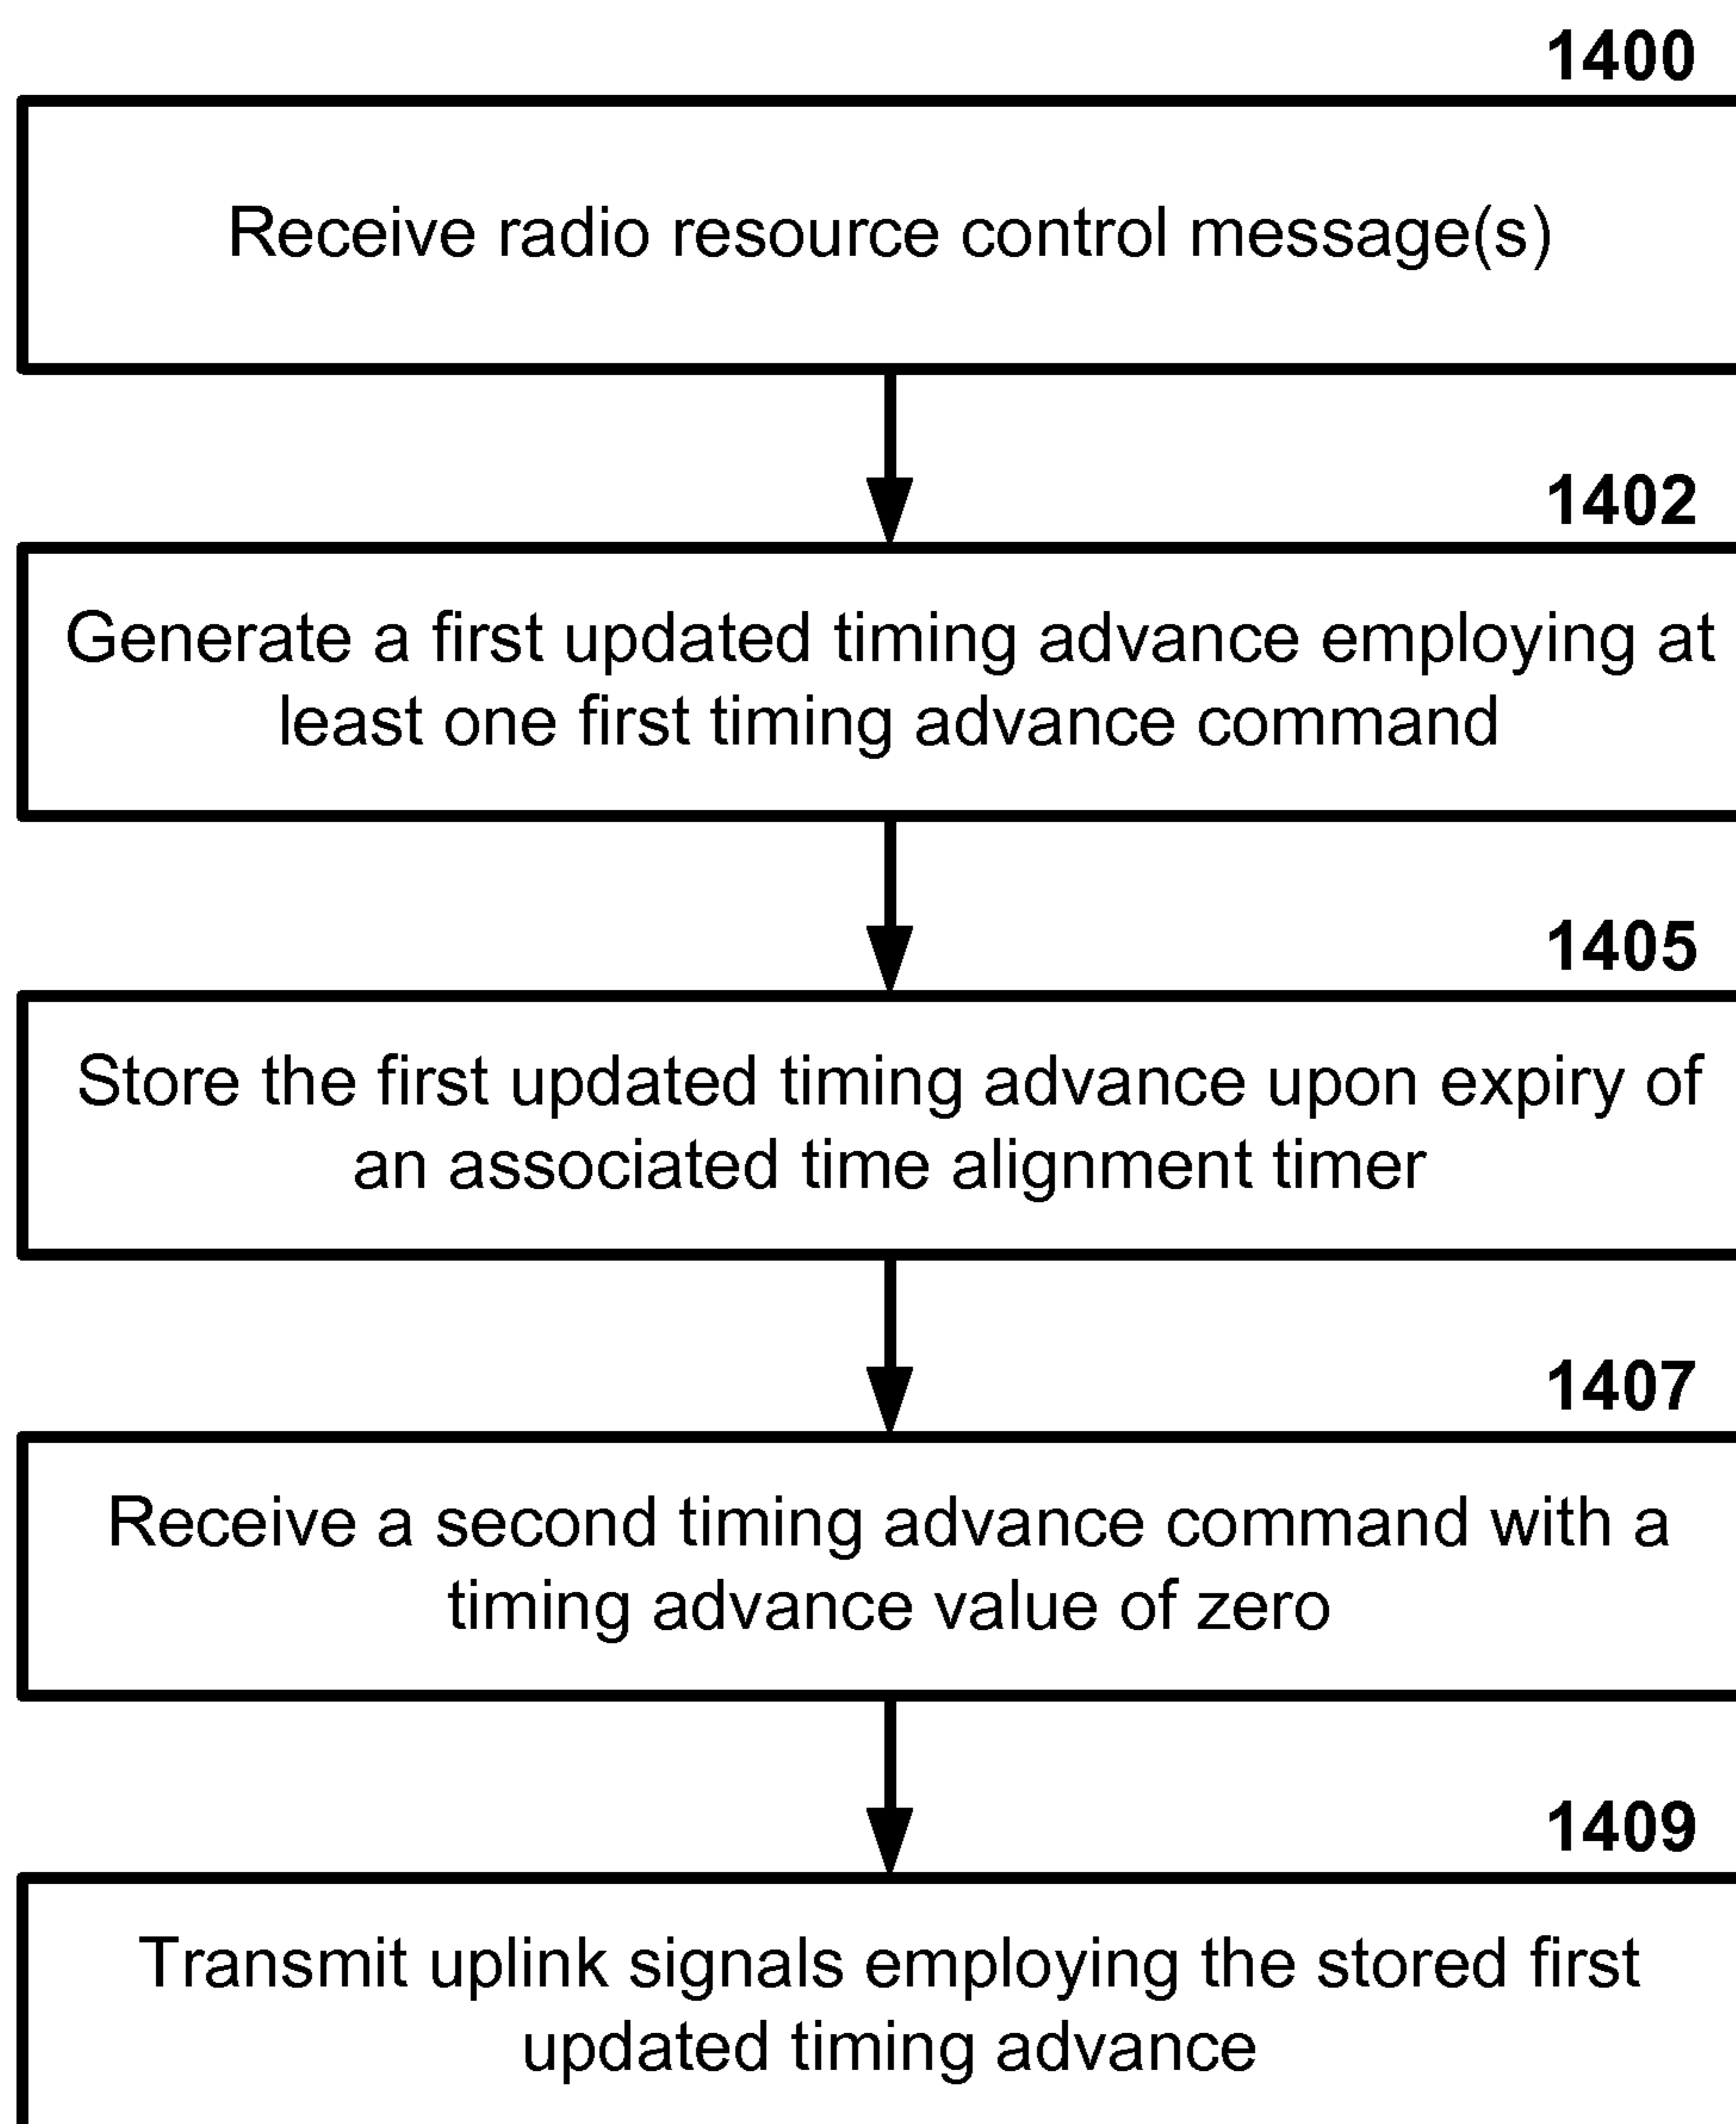 1400
Receive radio resource control message(s)
1402
Generate a first updated timing advance employing at
least one first timing advance command
1405
Store the first updated timing advance upon expiry of
an associated time alignment timer
1407
Receive a second timing advance command with a
timing advance value of zero
1409
Transmit uplink signals employing the stored first
updated timing advance